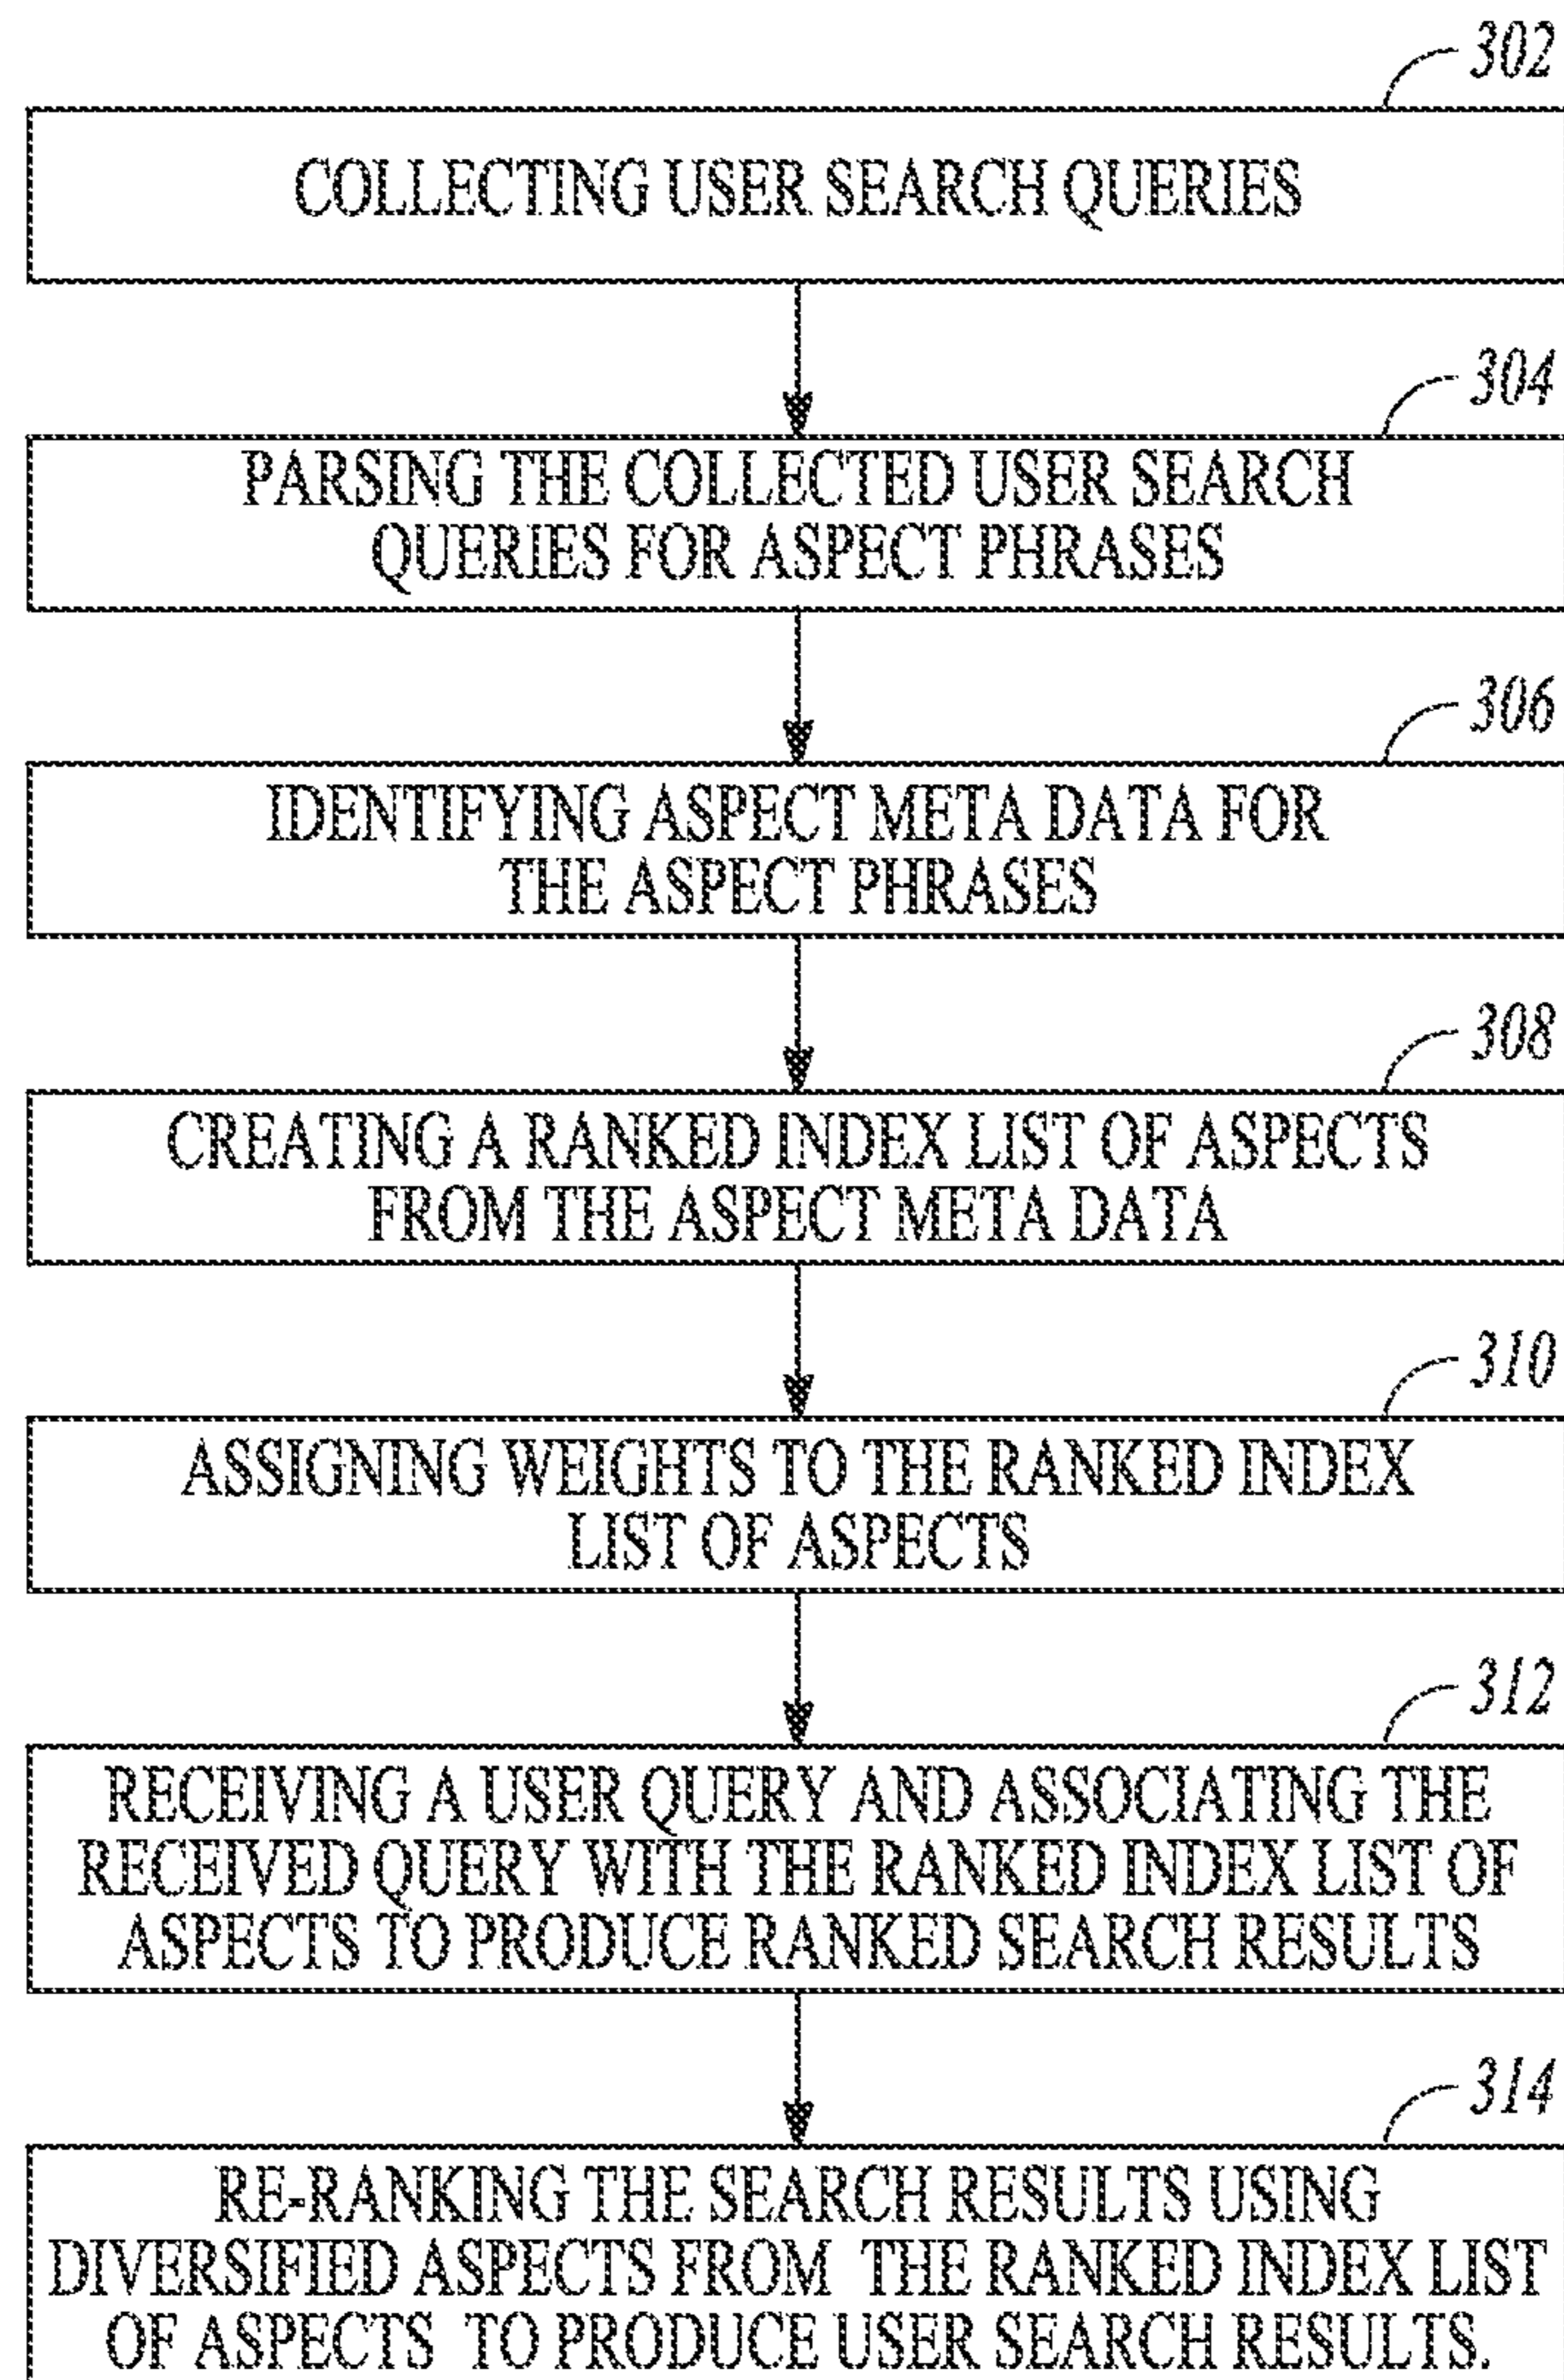 302
COLLECTING USER SEARCH QUERIES
304
PARSING THE COLLECTED USER SEARCH
QUERIES FOR ASPECT PHRASES
306
IDENTIFYING ASPECT META DATA FOR
THE ASPECT PHRASES
308
CREATING A RANKED INDEX LIST OF ASPECTS
FROM THE ASPECT META DATA
310
ASSIGNING WEIGHTS TO THE RANKED INDEX
LIST OF ASPECTS
312
RECEIVING A USER QUERY AND ASSOCIATING THE
RECEIVED QUERY WITH THE RANKED INDEX LIST OF
ASPECTS TO PRODUCE RANKED SEARCH RESULTS
314
RE-RANKING THE SEARCH RESULTS USING
DIVERSIFIED ASPECTS FROM THE RANKED INDEX LIST
OF ASPECTS TO PRODUCE USER SEARCH RESULTS.